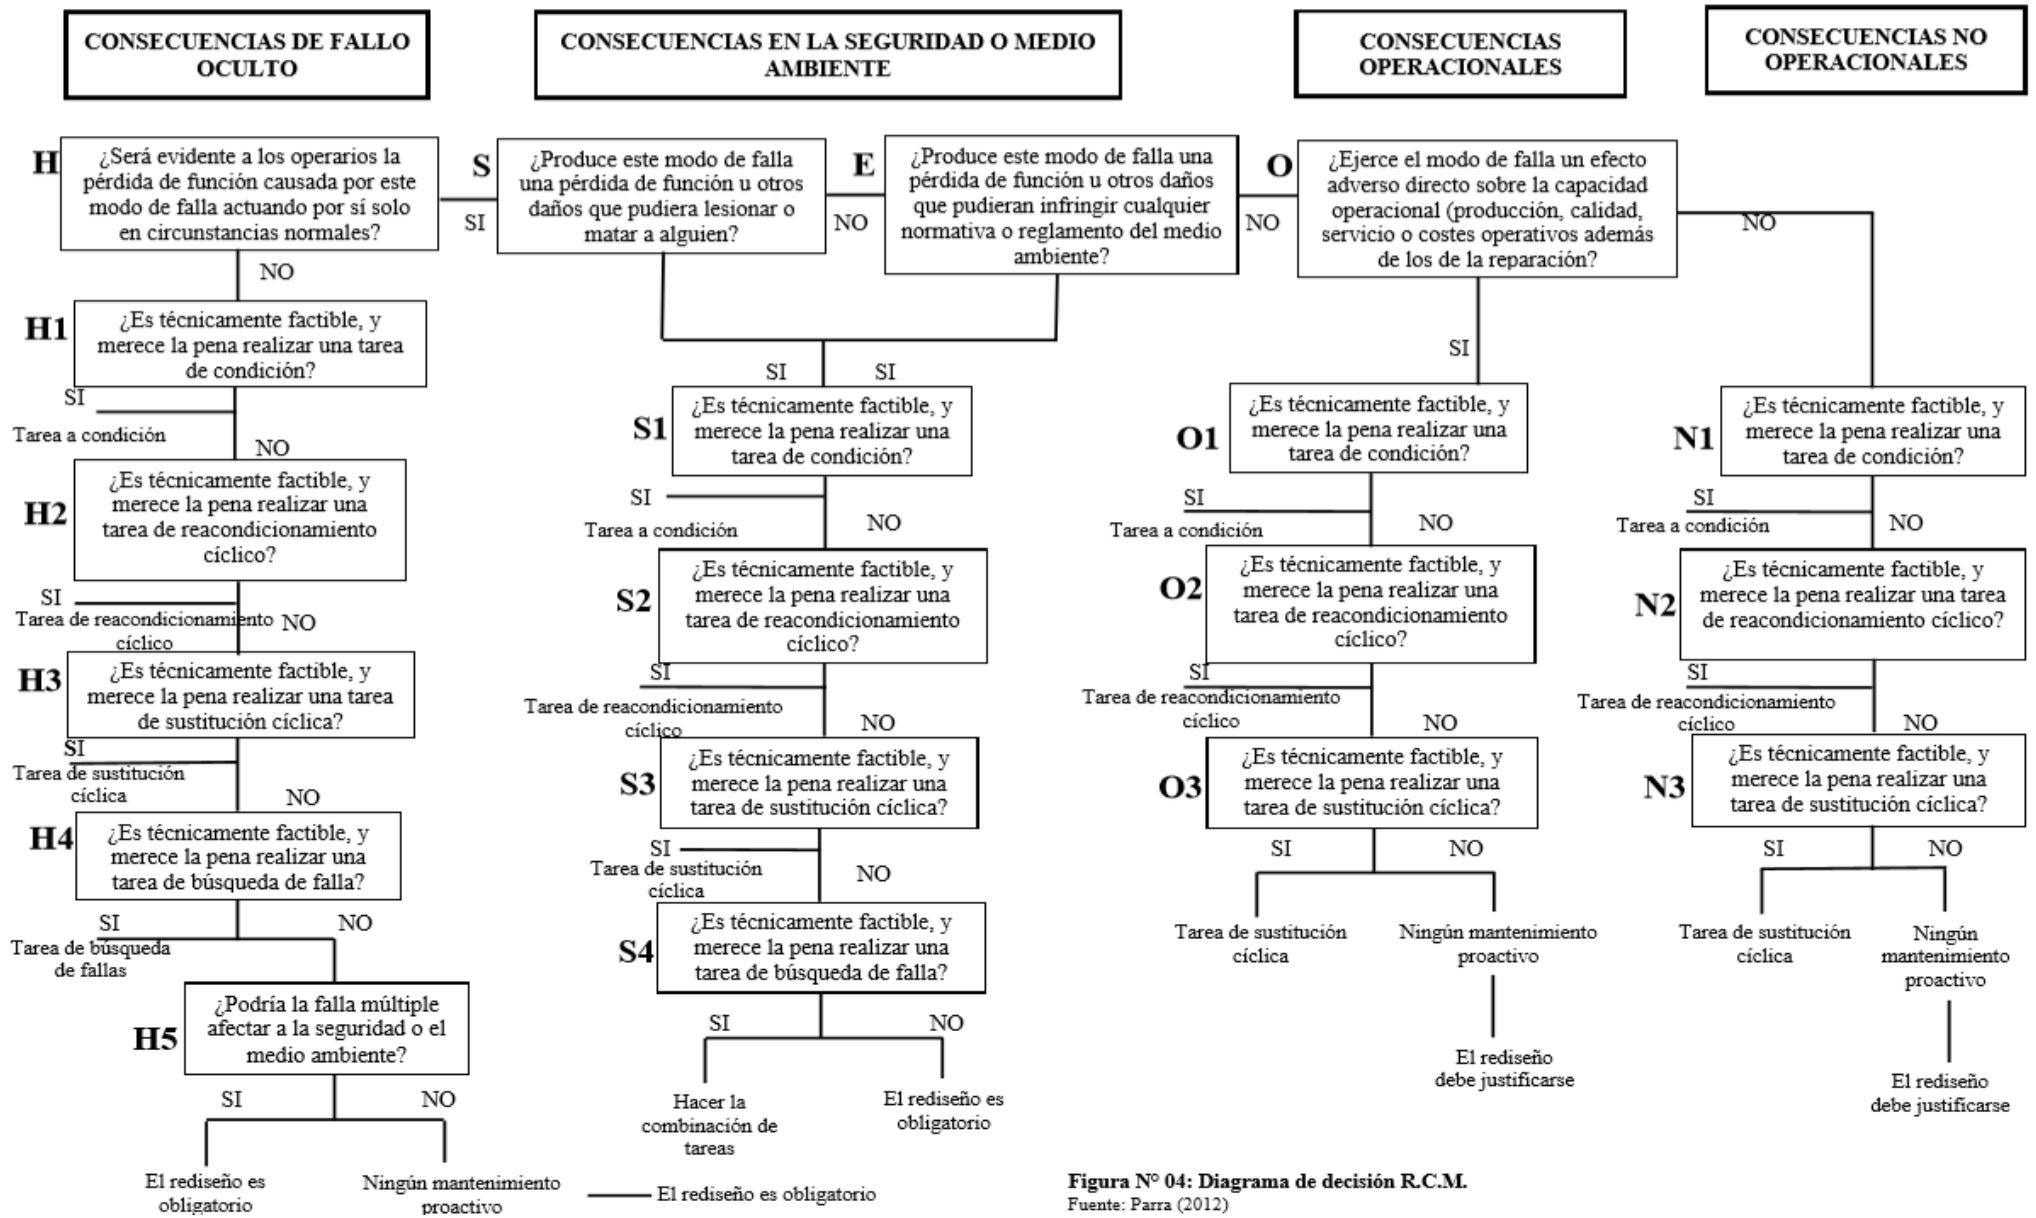 CONSECUENCIAS DE FALLO
OCULTO
CONSECUENCIAS EN LA SEGURIDAD O MEDIO
AMBIENTE
CONSECUENCIAS
OPERACIONALES
CONSECUENCIAS NO
OPERACIONALES
H
¿Será evidente a los operarios la
pérdida de función causada por este
modo de falla actuando por sí solo
en circunstancias normales?
SI
NO
S
¿Produce este modo de falla
una pérdida de función u otros
daños que pudiera lesionar o
matar a alguien?
NO
E
¿Produce este modo de falla una
pérdida de función u otros daños
que pudieran infringir cualquier
normativa o reglamento del medio
ambiente?
NO
O
¿Ejerce el modo de falla un efecto
adverso directo sobre la capacidad
operacional (producción, calidad,
servicio o costes operativos además
de los de la reparación?
NO
SI
H1
¿Es técnicamente factible, y
merece la pena realizar una tarea
de condición?
SI
Tarea a condición
NO
H2
¿Es técnicamente factible, y
merece la pena realizar una
tarea de reacondicionamiento
cíclico?
SI
Tarea de reacondicionamiento
cíclico
NO
H3
¿Es técnicamente factible, y
merece la pena realizar una tarea
de sustitución cíclica?
SI
Tarea de sustitución
cíclica
NO
H4
¿Es técnicamente factible, y
merece la pena realizar una
tarea de búsqueda de falla?
SI
Tarea de búsqueda
de fallas
NO
H5
¿Podría la falla múltiple
afectar a la seguridad o el
medio ambiente?
SI
NO
El rediseño es
obligatorio
Ningún mantenimiento
proactivo
El rediseño es obligatorio
SI
SI
S1
¿Es técnicamente factible, y
merece la pena realizar una
tarea de condición?
SI
Tarea a condición
NO
S2
¿Es técnicamente factible, y
merece la pena realizar una
tarea de reacondicionamiento
cíclico?
SI
Tarea de reacondicionamiento
cíclico
NO
S3
¿Es técnicamente factible, y
merece la pena realizar una
tarea de sustitución cíclica?
SI
Tarea de sustitución
cíclica
NO
S4
¿Es técnicamente factible, y
merece la pena realizar una
tarea de búsqueda de falla?
SI
NO
Hacer la
combinación de
tareas
El rediseño es
obligatorio
O1
¿Es técnicamente factible, y
merece la pena realizar una
tarea de condición?
SI
Tarea a condición
NO
O2
¿Es técnicamente factible, y
merece la pena realizar una
tarea de reacondicionamiento
cíclico?
SI
Tarea de reacondicionamiento
cíclico
NO
O3
¿Es técnicamente factible, y
merece la pena realizar una
tarea de sustitución cíclica?
SI
NO
Tarea de sustitución
cíclica
Ningún mantenimiento
proactivo
El rediseño
debe justificarse
N1
¿Es técnicamente factible, y
merece la pena realizar una
tarea de condición?
SI
Tarea a condición
NO
N2
¿Es técnicamente factible, y
merece la pena realizar una tarea
de reacondicionamiento cíclico?
SI
Tarea de reacondicionamiento
cíclico
NO
N3
¿Es técnicamente factible, y
merece la pena realizar una
tarea de sustitución cíclica?
SI
NO
Tarea de sustitución
cíclica
Ningún
mantenimiento
proactivo
El rediseño
debe justificarse
Figura N° 04: Diagrama de decisión R.C.M.
Fuente: Parra (2012)